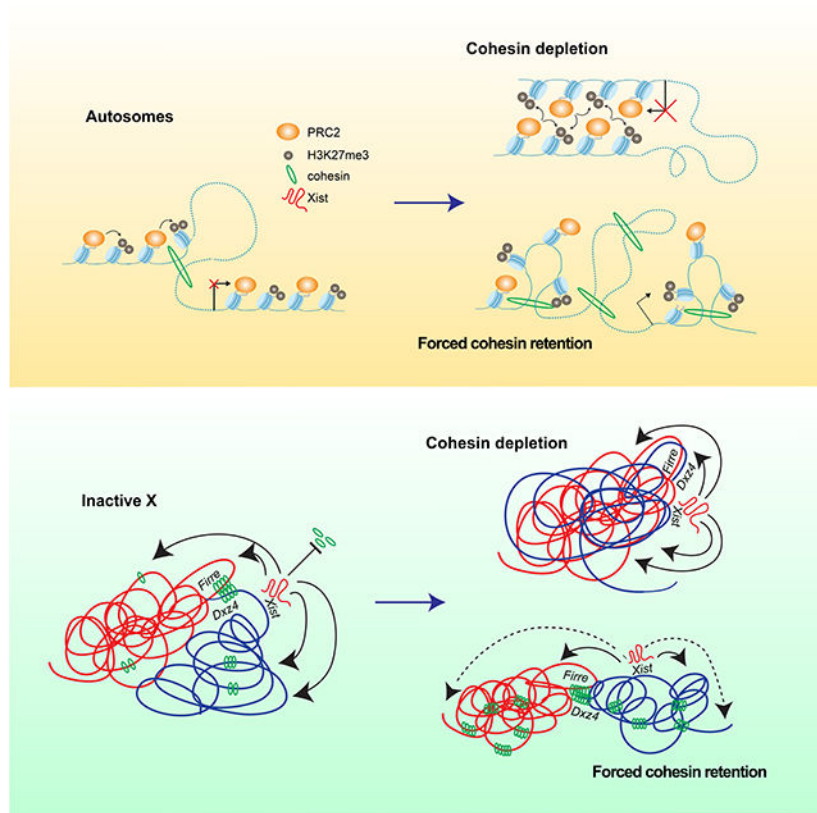 Cohesin depletion
Autosomes
PRC2
H3K27me3
cohesin
Xist
Forced cohesin retention
Cohesin depletion
Firre
Dxz4
Xist
Inactive X
Firre
Dxz4
Xist
Xist
Firre
Dxz4
Forced cohesin retention